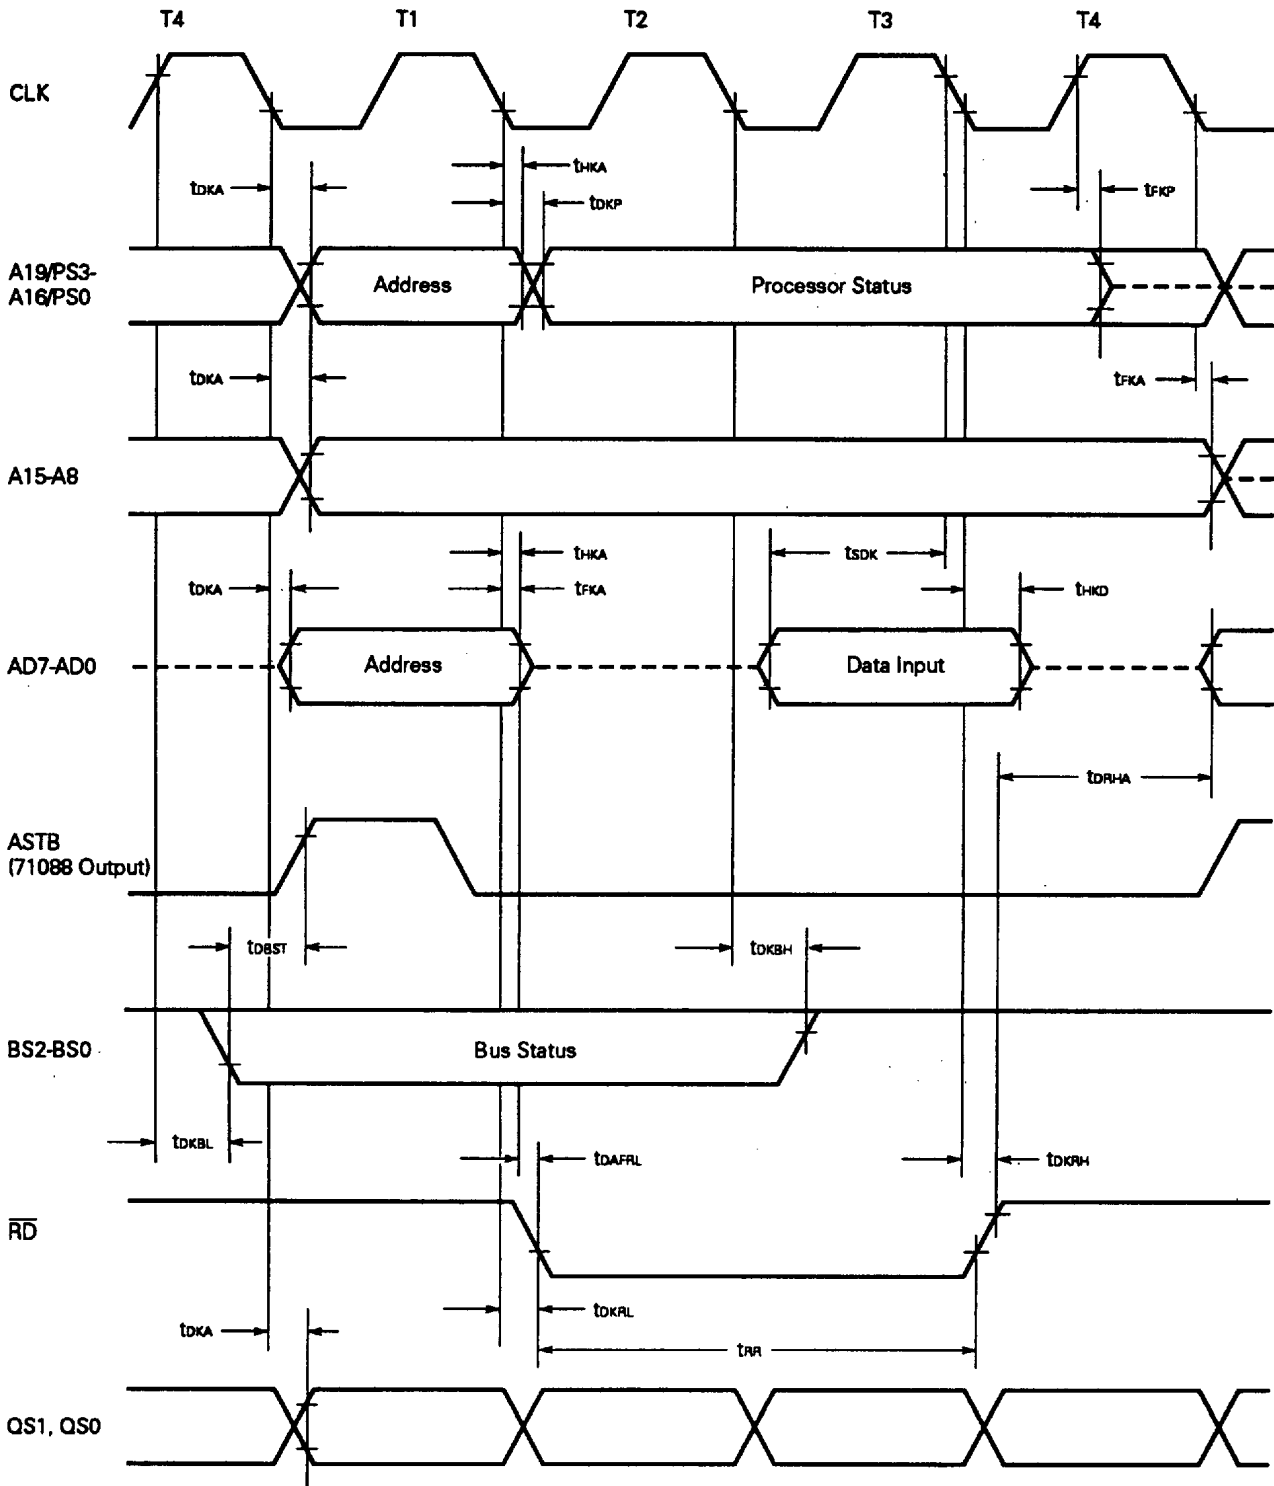 T4 T1 T2 T3 T4
CLK
tHKA
tDKA
tDKP
tFKP
A19/PS3-
A16/PS0
Address
Processor Status
tDKA
tFKA
A15-A8
tHKA
tSDK
tDKA
tFKA
tHKD
AD7-AD0
Address
Data Input
tDRHA
ASTB
(71088 Output)
tDBST
tDKBH
BS2-BS0
Bus Status
tDKBL
tDAFRL
tDKRH
RD
tDKRL
tDKA
tRR
QS1, QS0